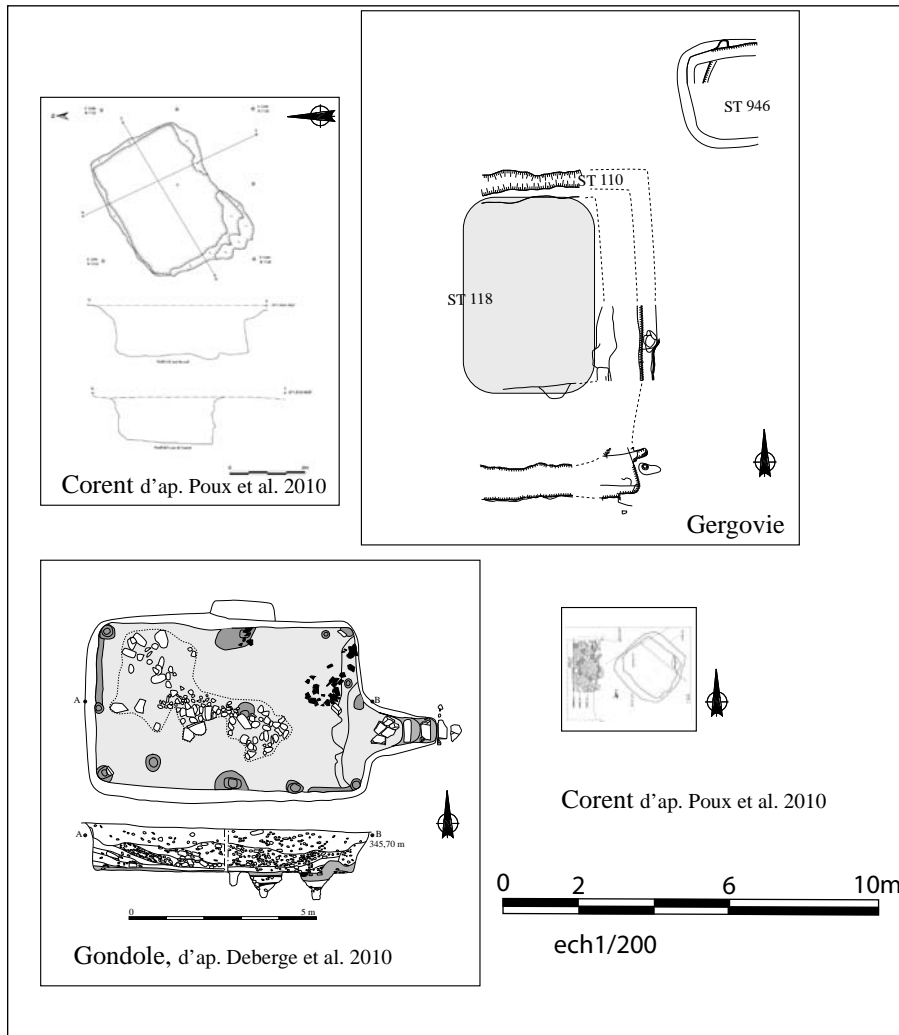 Corent d'ap. Poux et al. 2010
ST 946
ST 110
ST 118
Gergovie
A
B
A
B
345,70 m
0 5 m
Gondole, d'ap. Deberge et al. 2010
Corent d'ap. Poux et al. 2010
0 2 6 10m
ech1/200